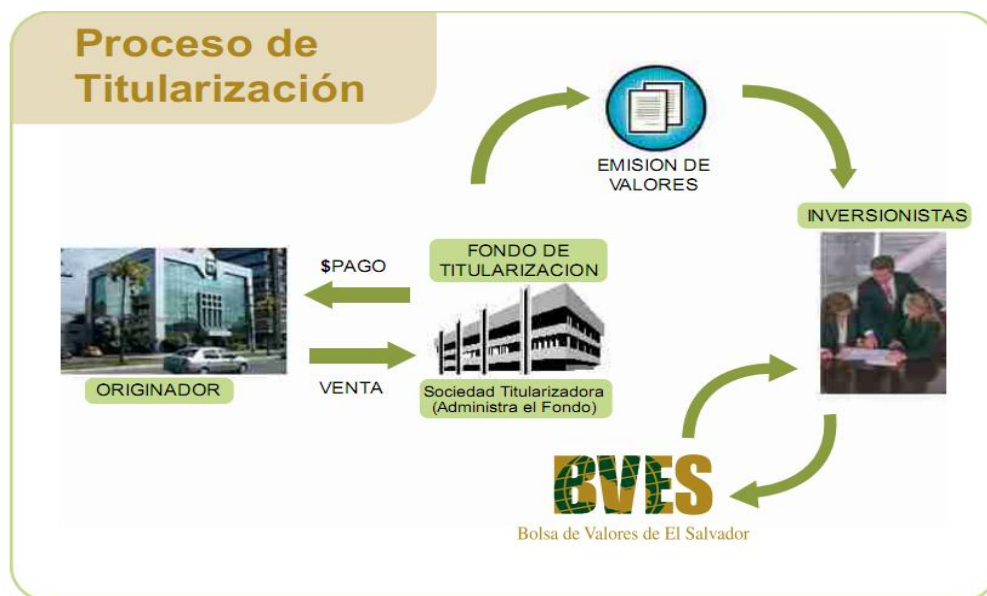 Proceso de
Titularización
EMISION DE
VALORES
INVERSIONISTAS
FONDO DE
TITULARIZACION
$PAGO
ORIGINADOR
VENTA
Sociedad Titularizadora
(Administra el Fondo)
BVES
Bolsa de Valores de El Salvador